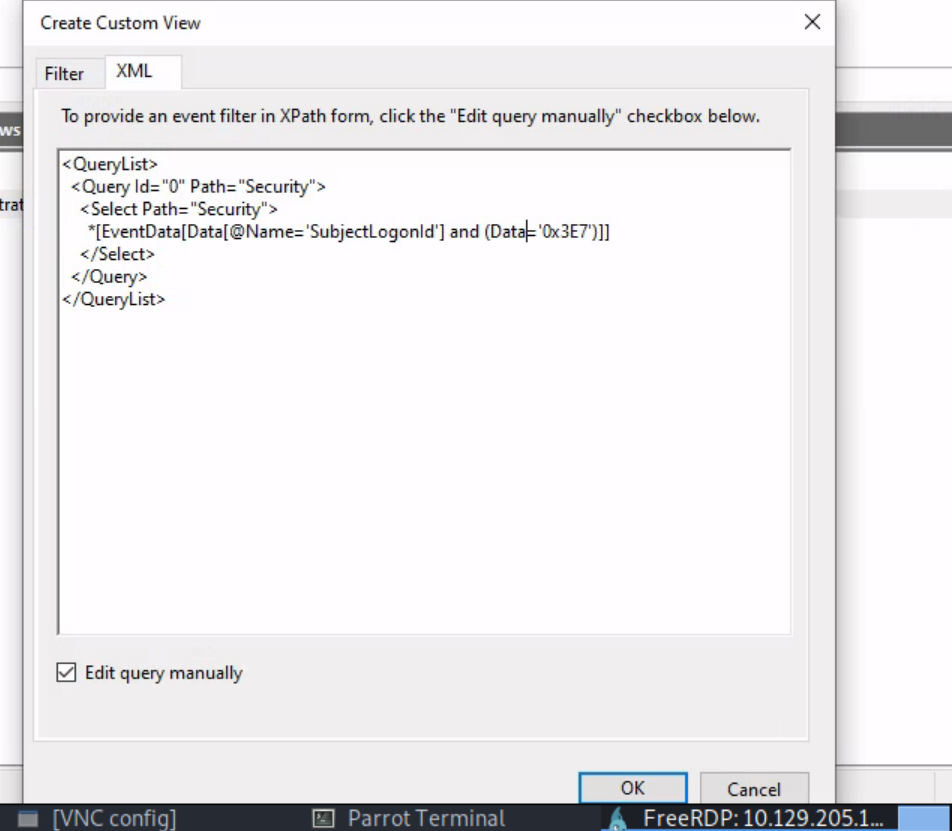 Create Custom View
Filter
XML
To provide an event filter in XPath form, click the "Edit query manually" checkbox below.
ws
trat
<QueryList>
<Query Id="0" Path="Security">
<Select Path="Security">
*[EventData[Data[@Name='SubjectLogonId'] and (Data='0x3E7')]]
</Select>
</Query>
</QueryList>
Edit query manually
OK
Cancel
[VNC config]
Parrot Terminal
FreeRDP: 10.129.205.1...